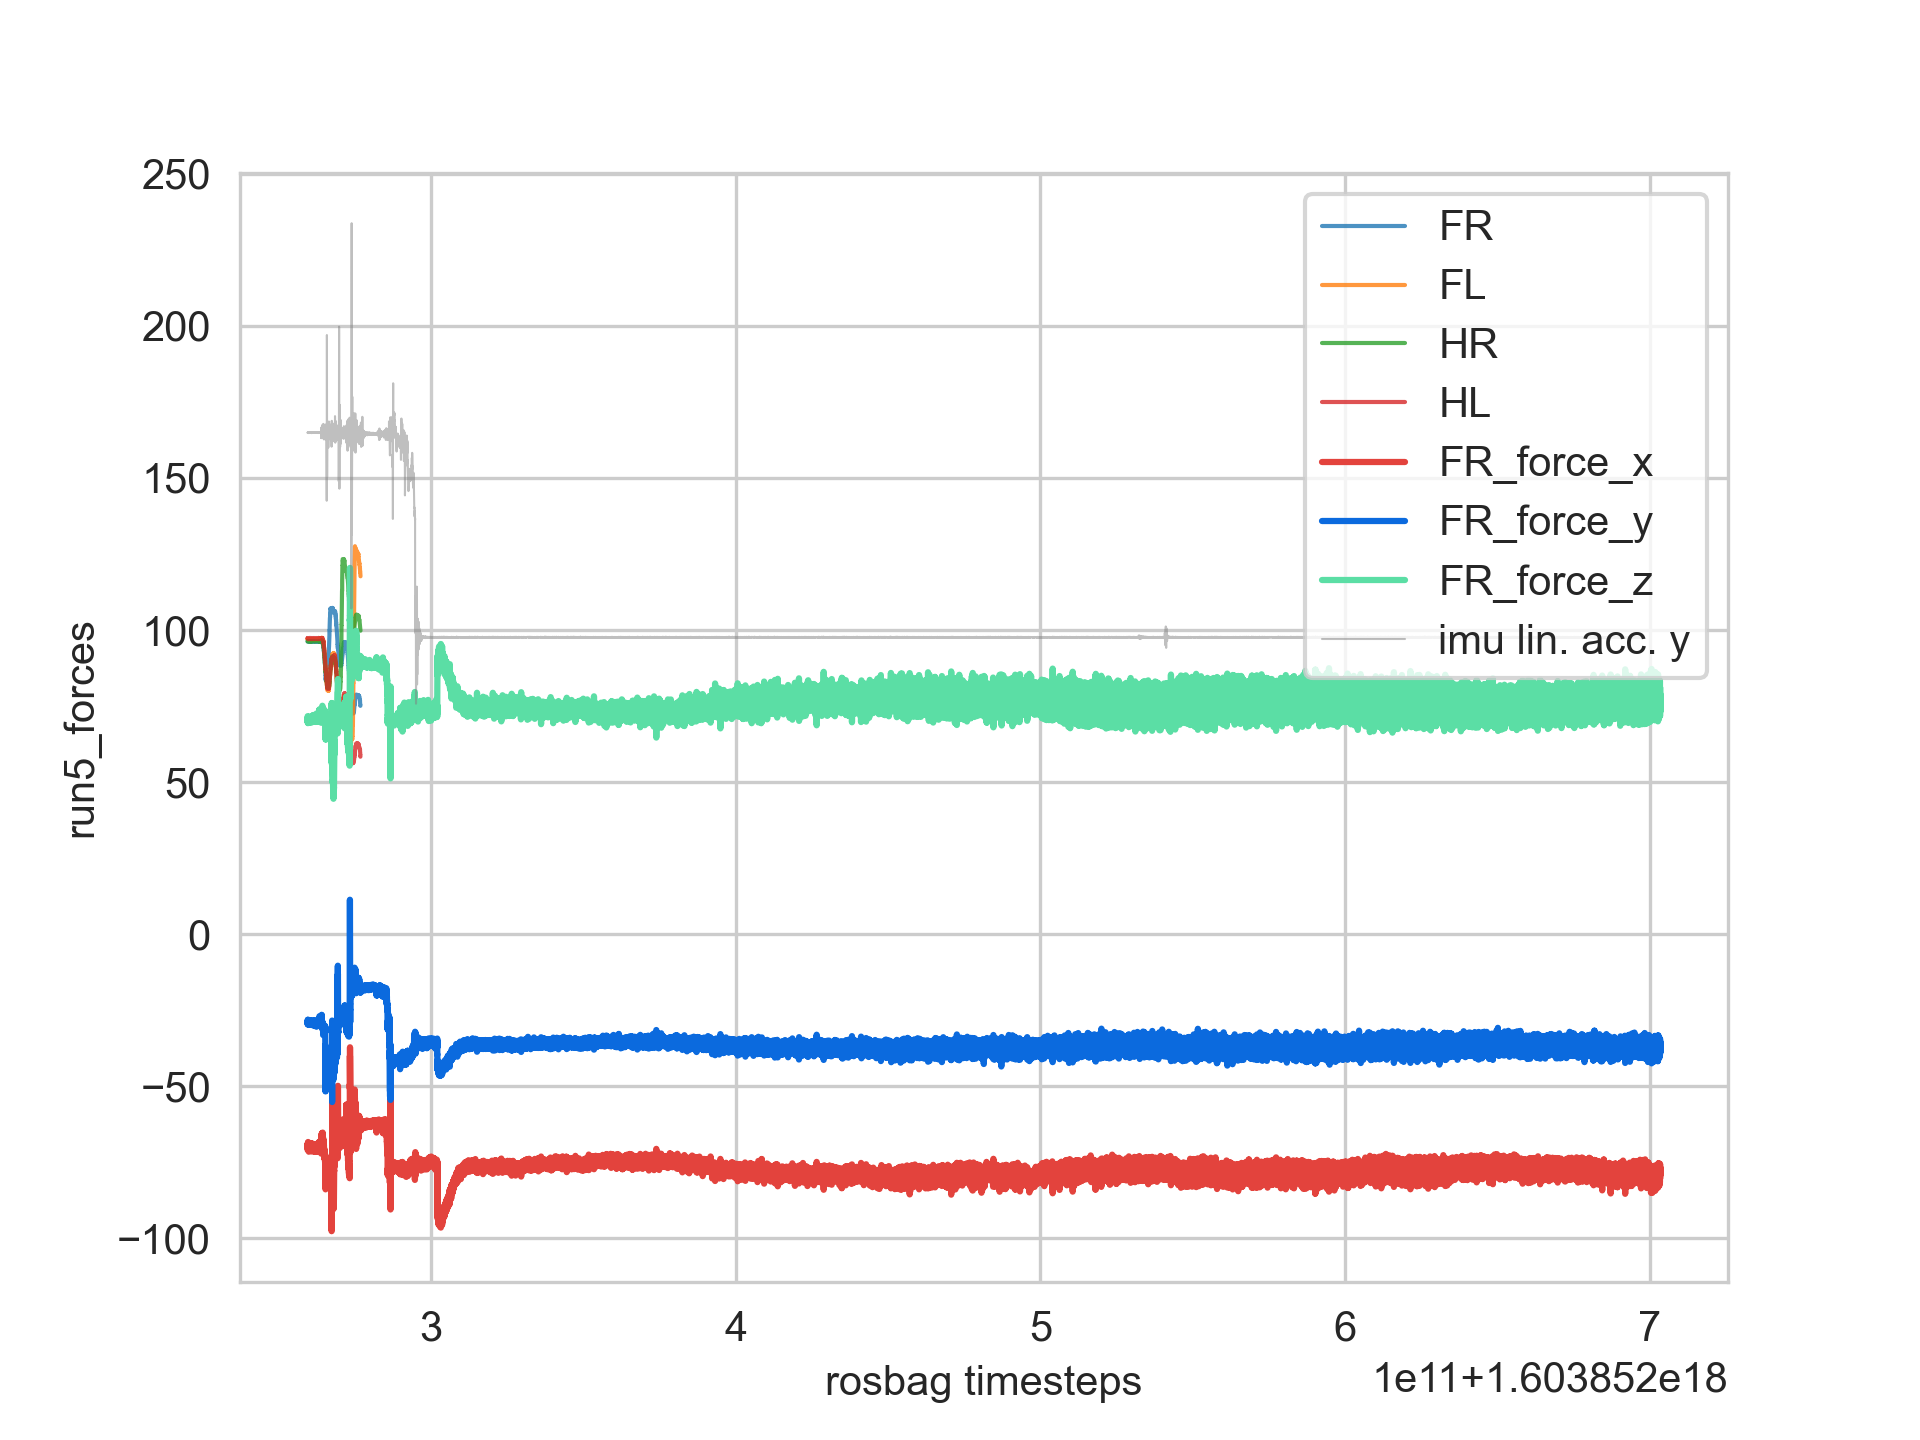 250
200
150
100
50
0
−50
−100
run5_forces
FR
FL
HR
HL
FR_force_x
FR_force_y
FR_force_z
imu lin. acc. y
3 4 5 6 7
rosbag timesteps
1e11+1.603852e18